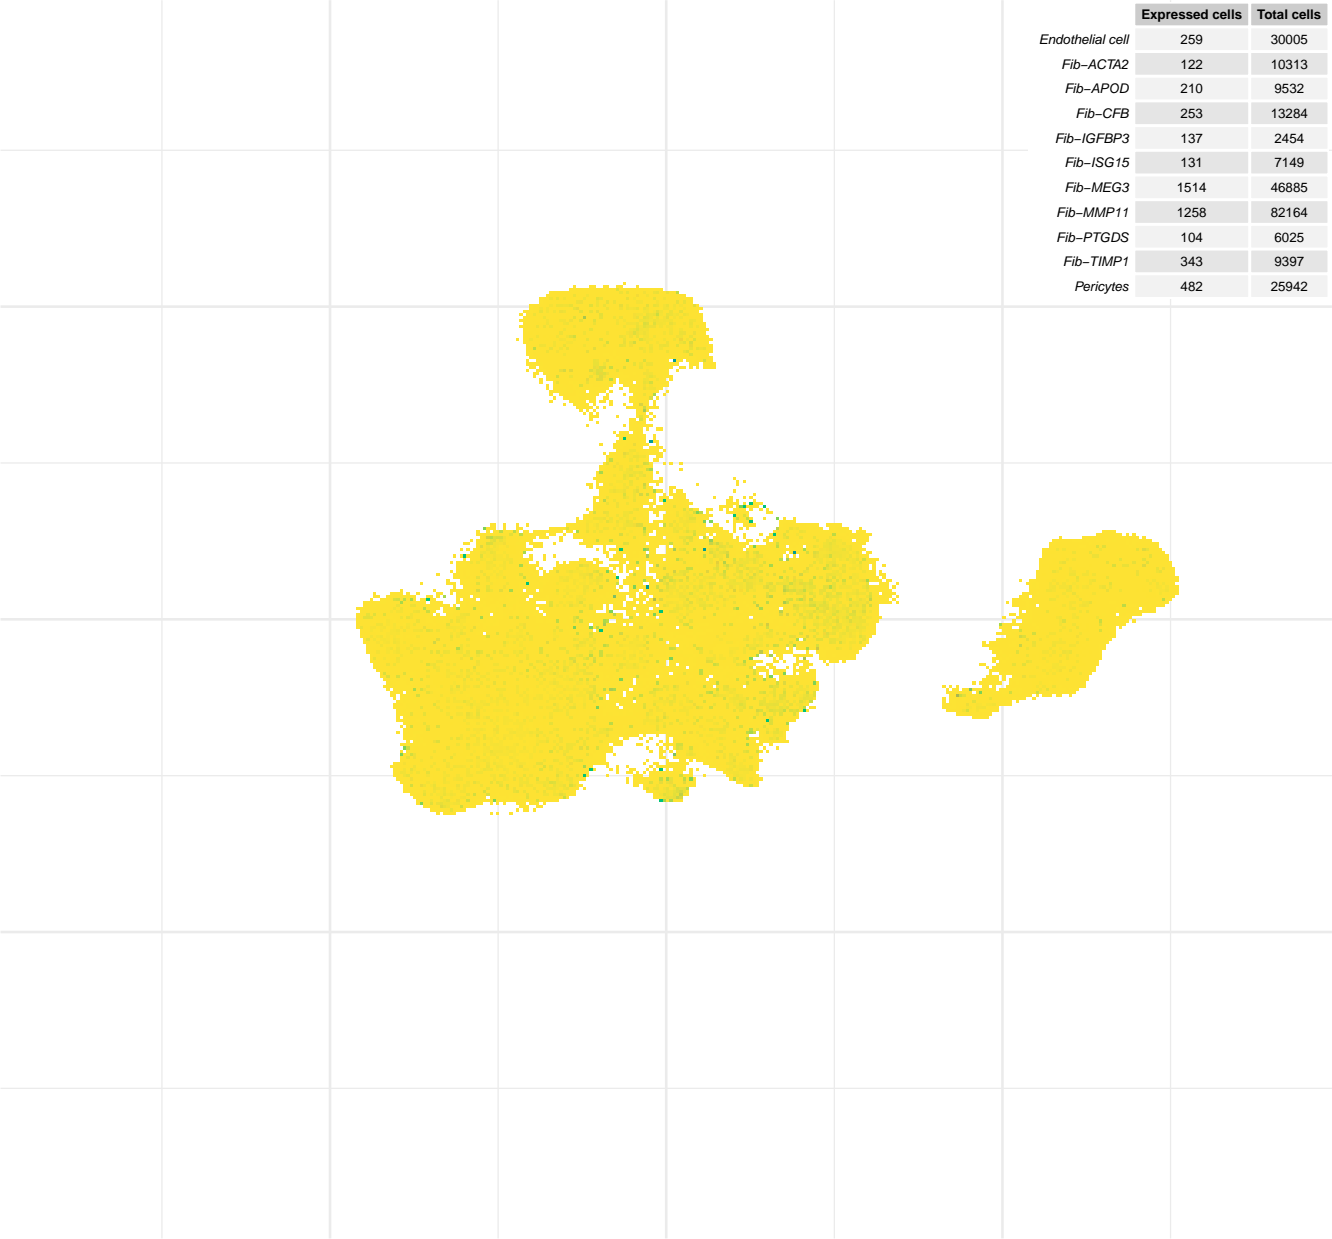 Expressed cells Total cells
Endothelial cell 259 30005
Fib−ACTA2 122 10313
Fib−APOD 210 9532
Fib−CFB 253 13284
Fib−IGFBP3 137 2454
Fib−ISG15 131 7149
Fib−MEG3 1514 46885
Fib−MMP11 1258 82164
Fib−PTGDS 104 6025
Fib−TIMP1 343 9397
Pericytes 482 25942